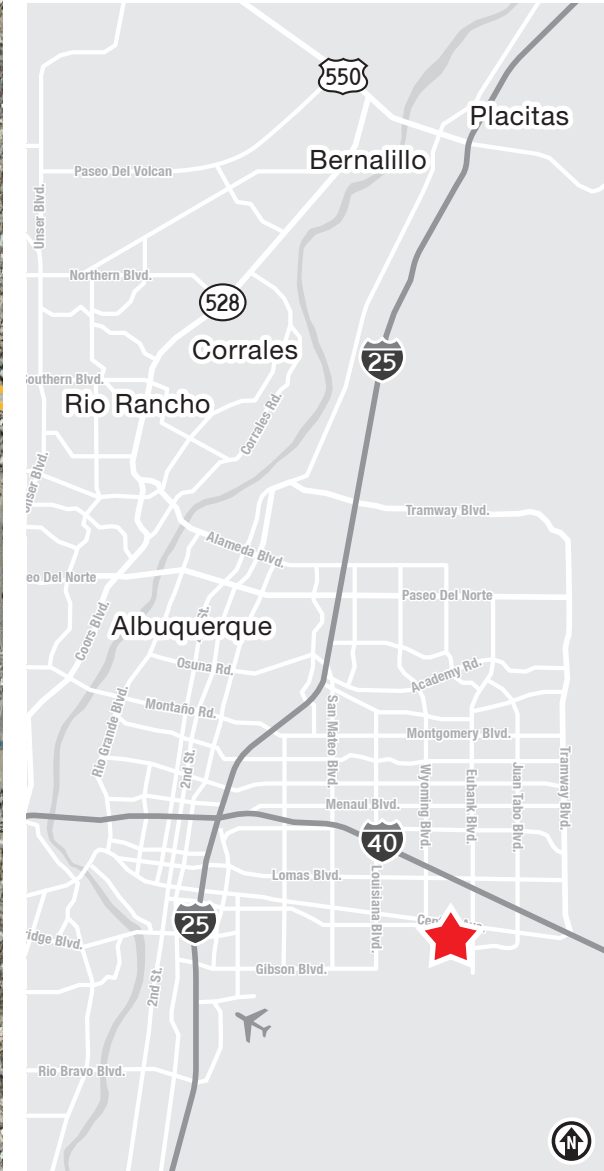 550
Placitas
Bernalillo
Paseo Del Volcan
Unser Blvd.
Northern Blvd.
528
Corrales
25
Southern Blvd.
Rio Rancho
Corrales Rd.
Unser Blvd.
Tramway Blvd.
Alameda Blvd.
eo Del Norte
Paseo Del Norte
Coors Blvd.
Albuquerque
St.
Osuna Rd.
Academy Rd.
Rio Grande Blvd.
Montaño Rd.
San Mateo Blvd.
Montgomery Blvd.
2nd St.
Wyoming Blvd.
Eubank Blvd.
Juan Tabo Blvd.
Tramway Blvd.
Menaul Blvd.
40
Lomas Blvd.
Louisiana Blvd.
25
idge Blvd.
2nd St.
Gibson Blvd.
Rio Bravo Blvd.
N